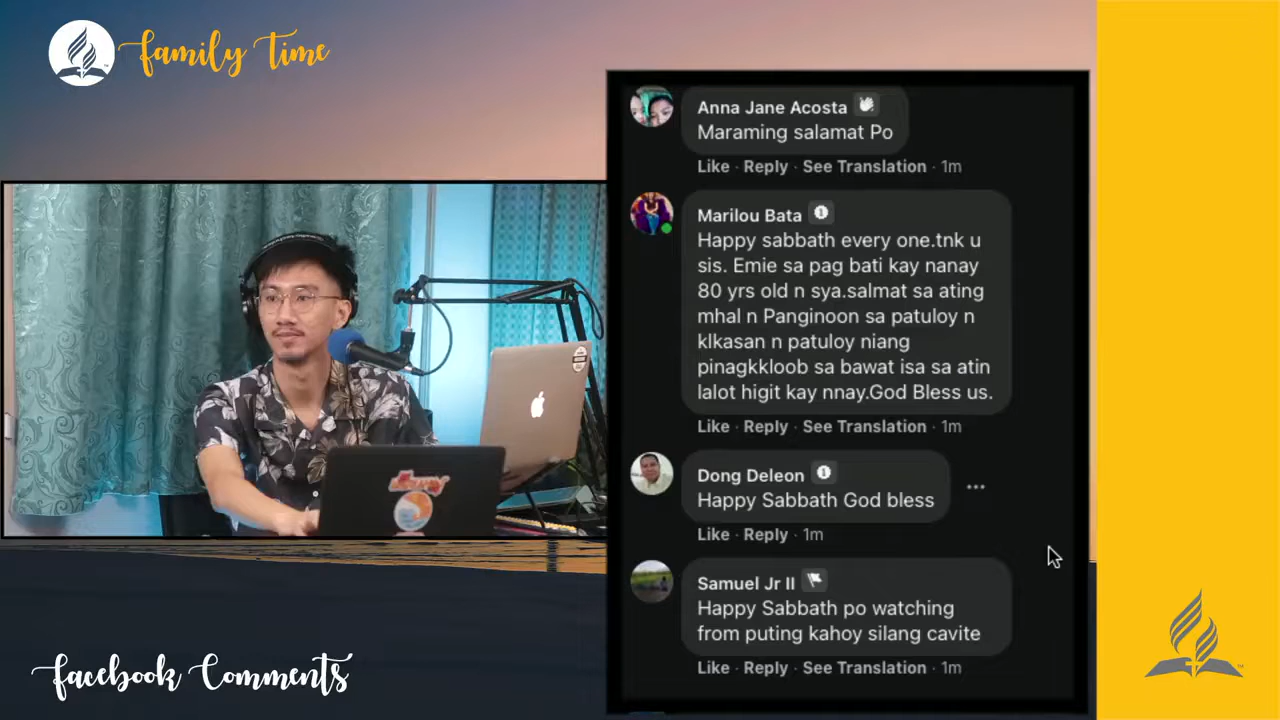 family Time
Anna Jane Acosta
Maraming salamat Po
Like · Reply · See Translation · 1m
Marilou Bata
Happy sabbath every one.tnk u
sis. Emie sa pag bati kay nanay
80 yrs old n sya.salmat sa ating
mhal n Panginoon sa patuloy n
klkasan n patuloy niang
pinagkkloob sa bawat isa sa atin
lalot higit kay nnay.God Bless us.
Like · Reply · See Translation · 1m
Dong Deleon
Happy Sabbath God bless
Like · Reply · 1m
Samuel Jr II
Happy Sabbath po watching
from puting kahoy silang cavite
Like · Reply · See Translation · 1m
facebook Comments